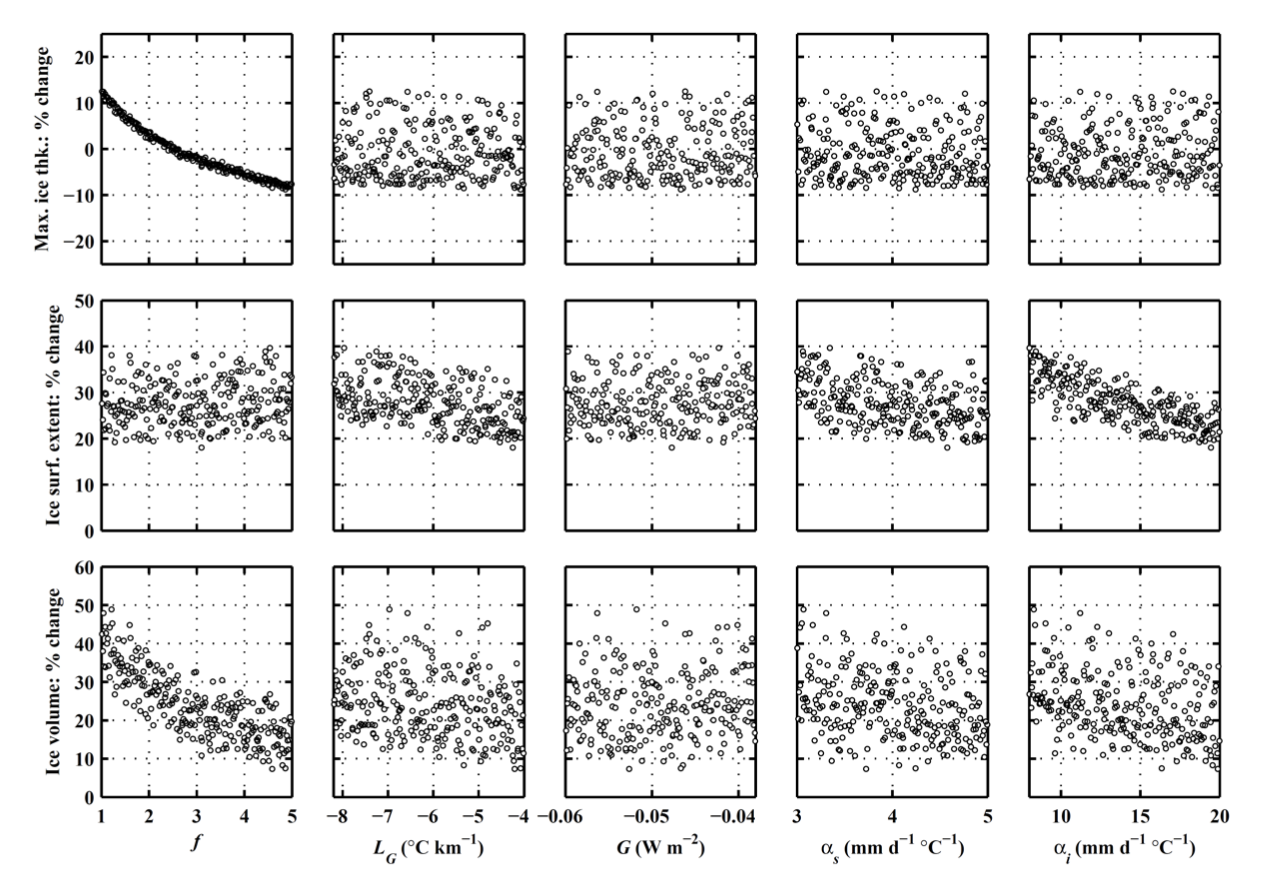 Max. ice thk.: % change
20
10
0
−10
−20
Ice surf. extent: % change
50
40
30
20
10
0
Ice volume: % change
60
50
40
30
20
10
0
1 2 3 4 5
f
−8 −7 −6 −5 −4
L_G (°C km⁻¹)
−0.06 −0.05 −0.04
G (W m⁻²)
3 4 5
α_s (mm d⁻¹ °C⁻¹)
10 15 20
α_i (mm d⁻¹ °C⁻¹)